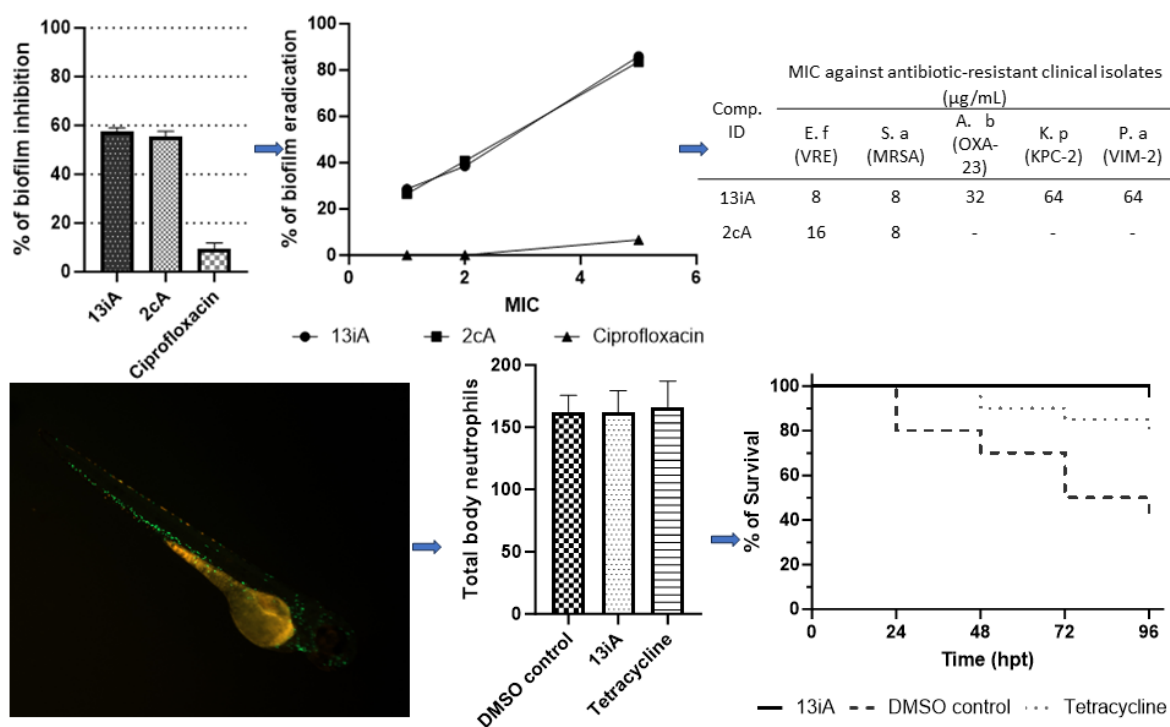 % of biofilm inhibition
100
80
60
40
20
0
13iA
2cA
Ciprofloxacin
% of biofilm eradication
100
80
60
40
20
0
0 2 4 6
MIC
13iA 2cA Ciprofloxacin
MIC against antibiotic-resistant clinical isolates
(µg/mL)
Comp.
ID
E. f
(VRE)
S. a
(MRSA)
A. b
(OXA-
23)
K. p
(KPC-2)
P. a
(VIM-2)
13iA 8 8 32 64 64
2cA 16 8 - - -
Total body neutrophils
200
150
100
50
0
DMSO control
13iA
Tetracycline
% of Survival
100
80
60
40
20
0
0 24 48 72 96
Time (hpt)
13iA DMSO control Tetracycline